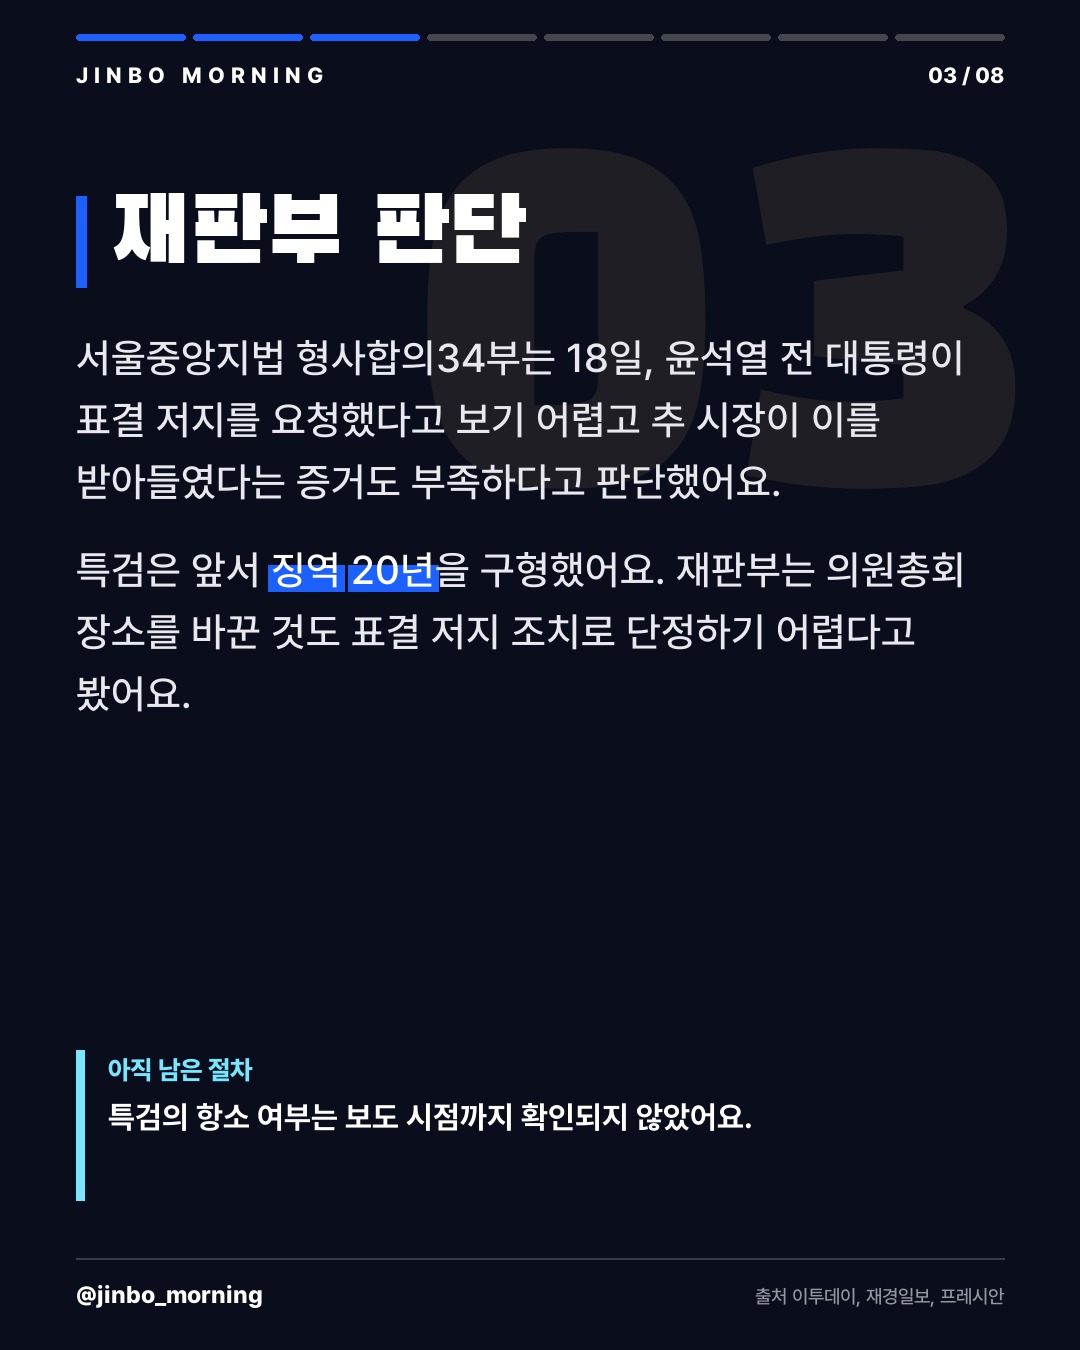 JINBO MORNING
03 / 08
03
재판부 판단
서울중앙지법 형사합의34부는 18일, 윤석열 전 대통령이
표결 저지를 요청했다고 보기 어렵고 추 시장이 이를
받아들였다는 증거도 부족하다고 판단했어요.
특검은 앞서 징역 20년을 구형했어요. 재판부는 의원총회
장소를 바꾼 것도 표결 저지 조치로 단정하기 어렵다고
봤어요.
아직 남은 절차
특검의 항소 여부는 보도 시점까지 확인되지 않았어요.
@jinbo_morning
출처 이투데이, 재경일보, 프레시안